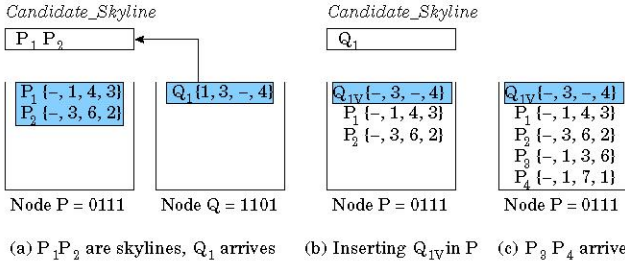 Candidate_Skyline
Candidate_Skyline
P1 P2
Q1
P1 {–, 1, 4, 3}
P2 {–, 3, 6, 2}
Q1 {1, 3, –, 4}
Q1V {–, 3, –, 4}
P1 {–, 1, 4, 3}
P2 {–, 3, 6, 2}
Q1V {–, 3, –, 4}
P1 {–, 1, 4, 3}
P2 {–, 3, 6, 2}
P3 {–, 1, 3, 6}
P4 {–, 1, 7, 1}
Node P = 0111
Node Q = 1101
Node P = 0111
Node P = 0111
(a) P1P2 are skylines, Q1 arrives
(b) Inserting Q1V in P
(c) P3 P4 arrive